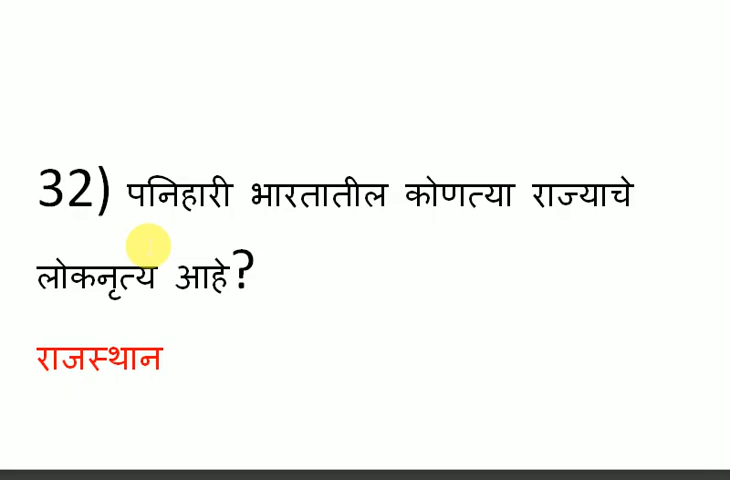 32) पनिहारी भारतातील कोणत्या राज्याचे
लोकनृत्य आहे?
राजस्थान